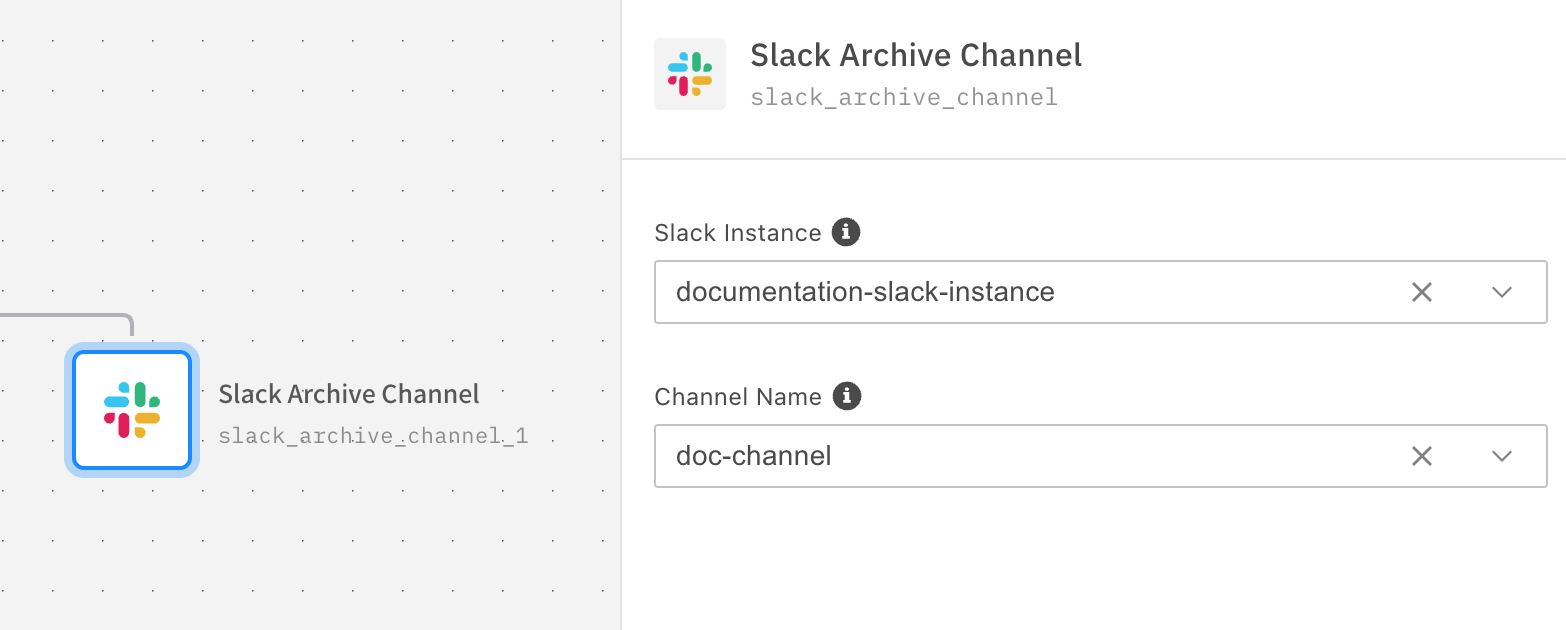 Slack Archive Channel
slack_archive_channel_1
Slack Archive Channel
slack_archive_channel
Slack Instance
documentation-slack-instance
Channel Name
doc-channel